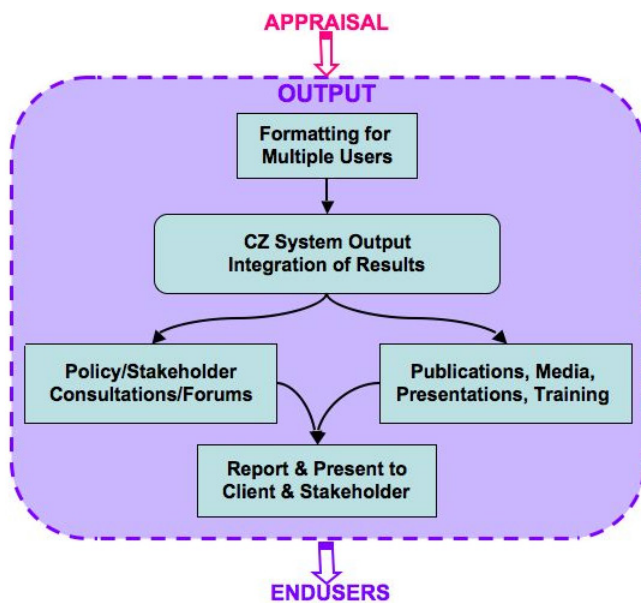 APPRAISAL
OUTPUT
Formatting for
Multiple Users
CZ System Output
Integration of Results
Policy/Stakeholder
Consultations/Forums
Publications, Media,
Presentations, Training
Report & Present to
Client & Stakeholder
ENDUSERS